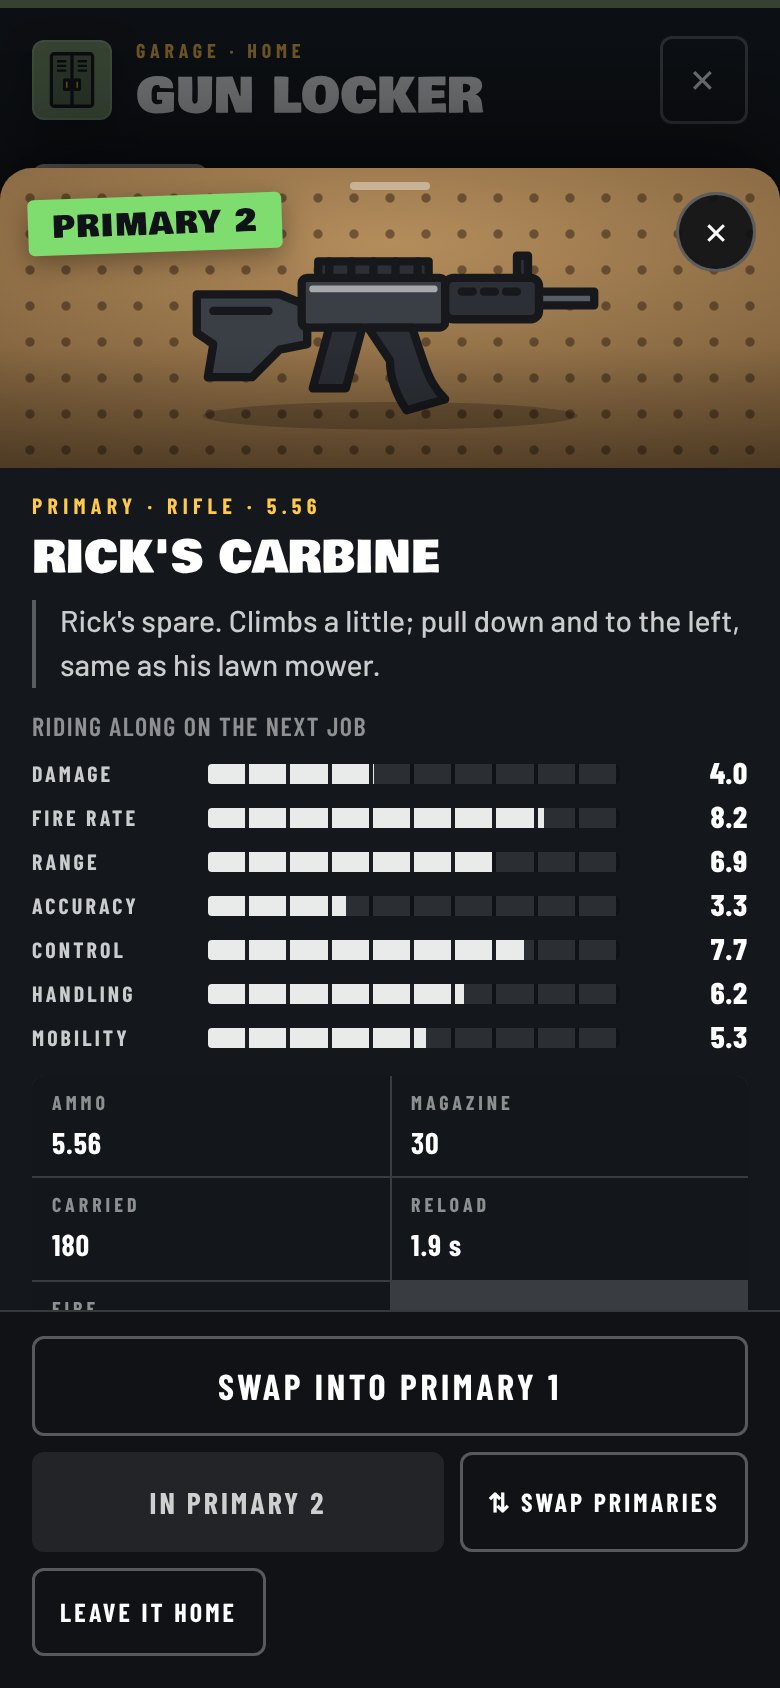 GARAGE · HOME
GUN LOCKER
×
PRIMARY 2
×
PRIMARY · RIFLE · 5.56
RICK'S CARBINE
Rick's spare. Climbs a little; pull down and to the left,
same as his lawn mower.
RIDING ALONG ON THE NEXT JOB
DAMAGE 4.0
FIRE RATE 8.2
RANGE 6.9
ACCURACY 3.3
CONTROL 7.7
HANDLING 6.2
MOBILITY 5.3
AMMO MAGAZINE
5.56 30
CARRIED RELOAD
180 1.9 s
FIRE
SWAP INTO PRIMARY 1
IN PRIMARY 2 ⇅ SWAP PRIMARIES
LEAVE IT HOME